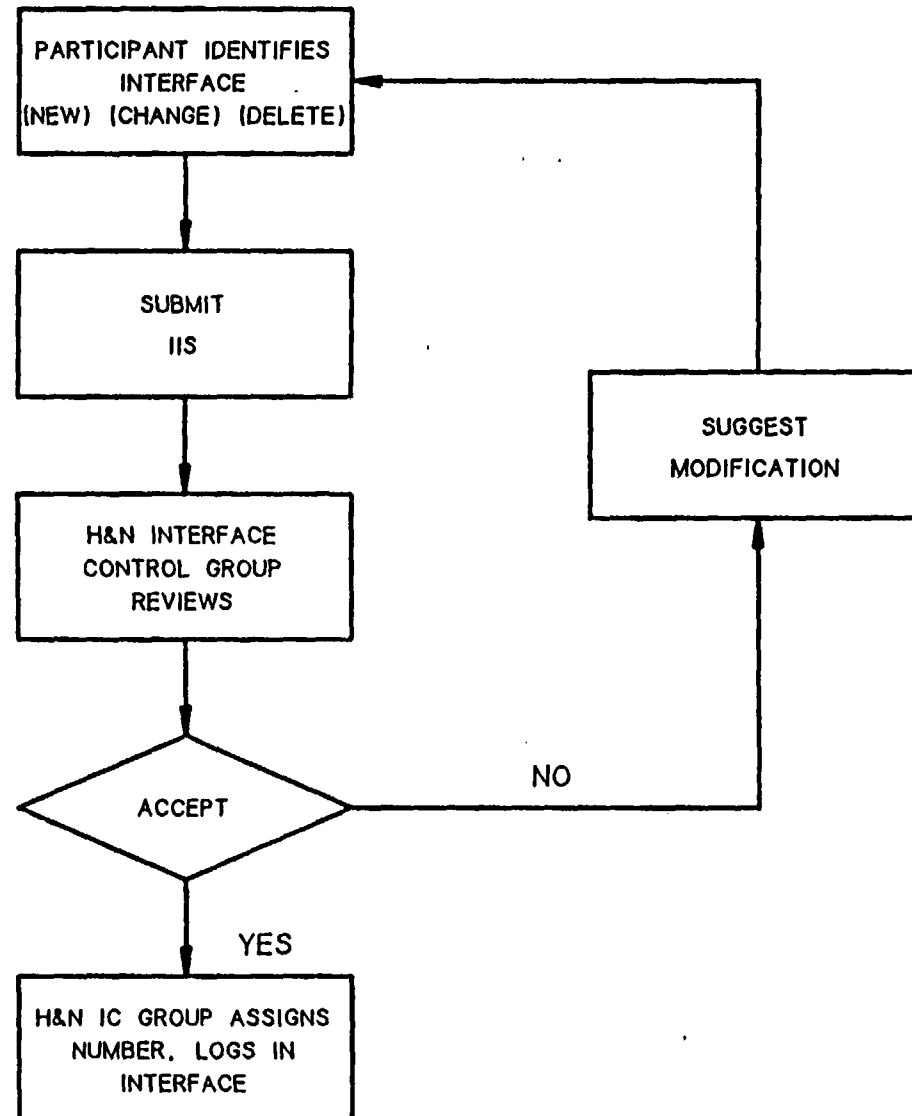 PARTICIPANT IDENTIFIES
INTERFACE
(NEW) (CHANGE) (DELETE)
SUBMIT
IIS
H&N INTERFACE
CONTROL GROUP
REVIEWS
SUGGEST
MODIFICATION
ACCEPT
NO
YES
H&N IC GROUP ASSIGNS
NUMBER, LOGS IN
INTERFACE